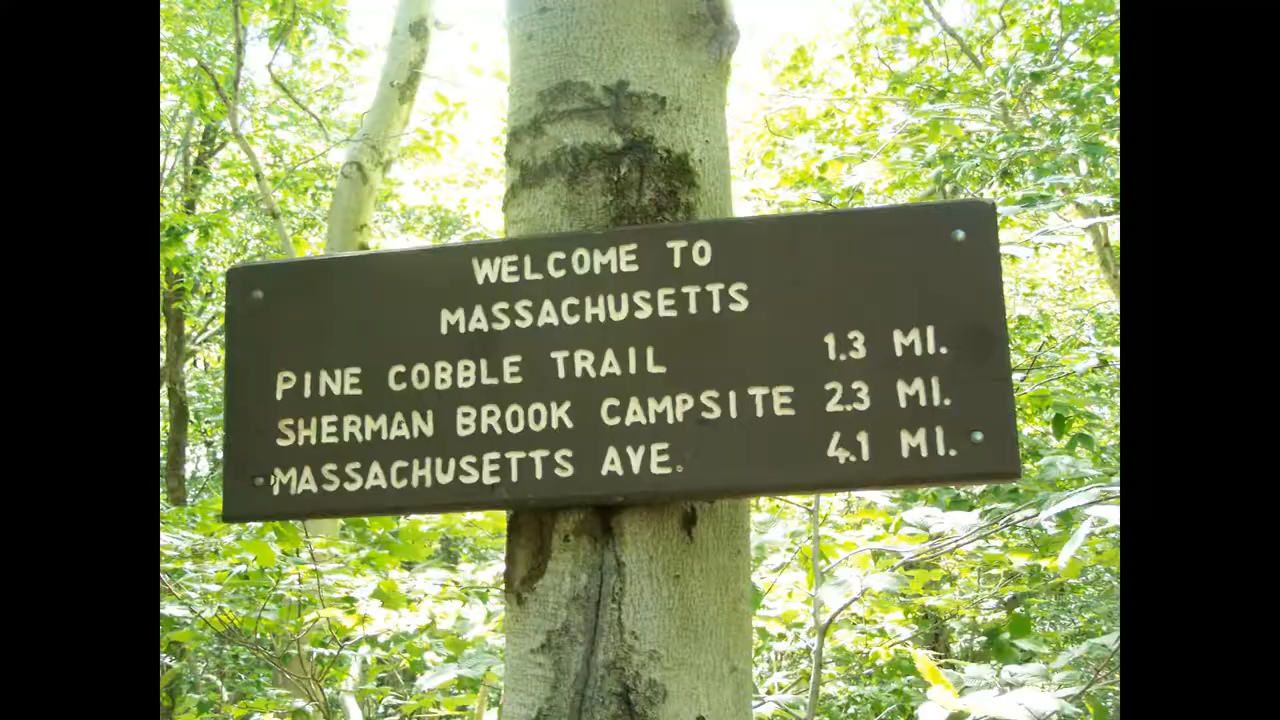 WELCOME TO
MASSACHUSETTS
PINE COBBLE TRAIL 1.3 MI.
SHERMAN BROOK CAMPSITE 2.3 MI.
MASSACHUSETTS AVE. 4.1 MI.